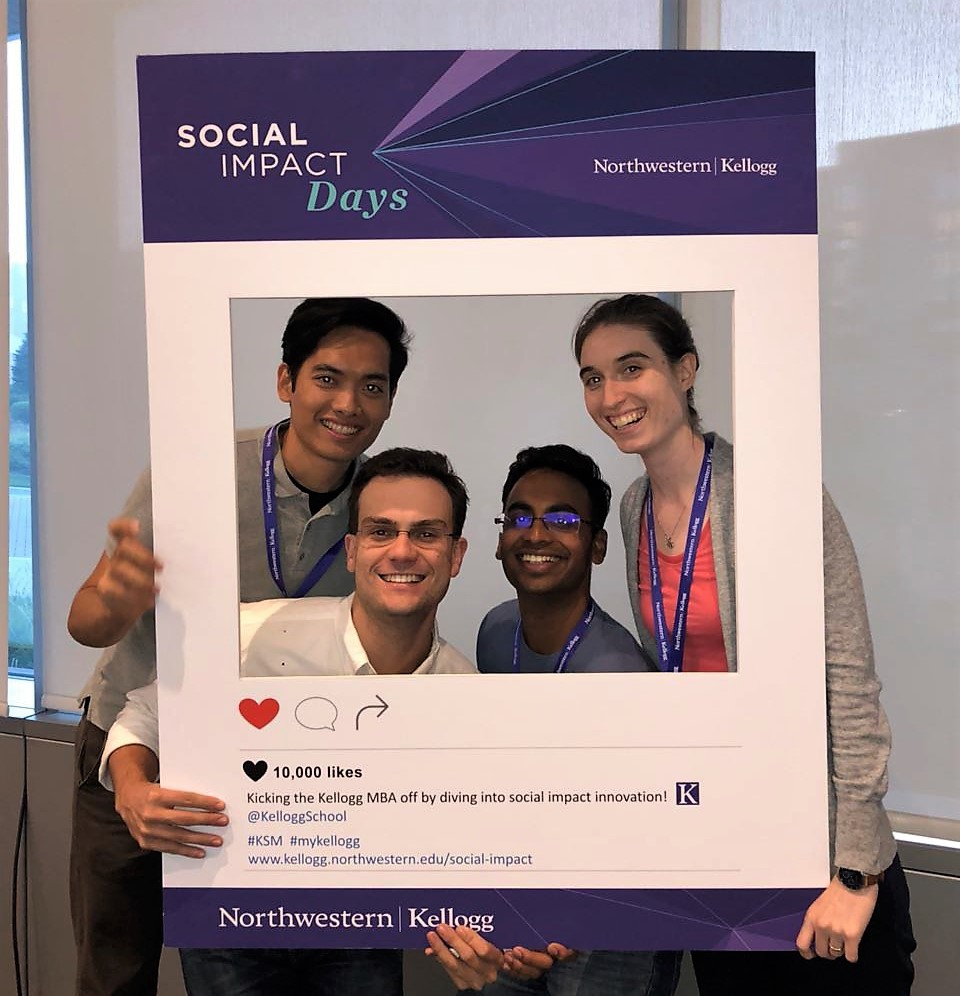 SOCIAL
IMPACT
Days
Northwestern | Kellogg
10,000 likes
Kicking the Kellogg MBA off by diving into social impact innovation! K
@KelloggSchool
#KSM #mykellogg
www.kellogg.northwestern.edu/social-impact
Northwestern | Kellogg